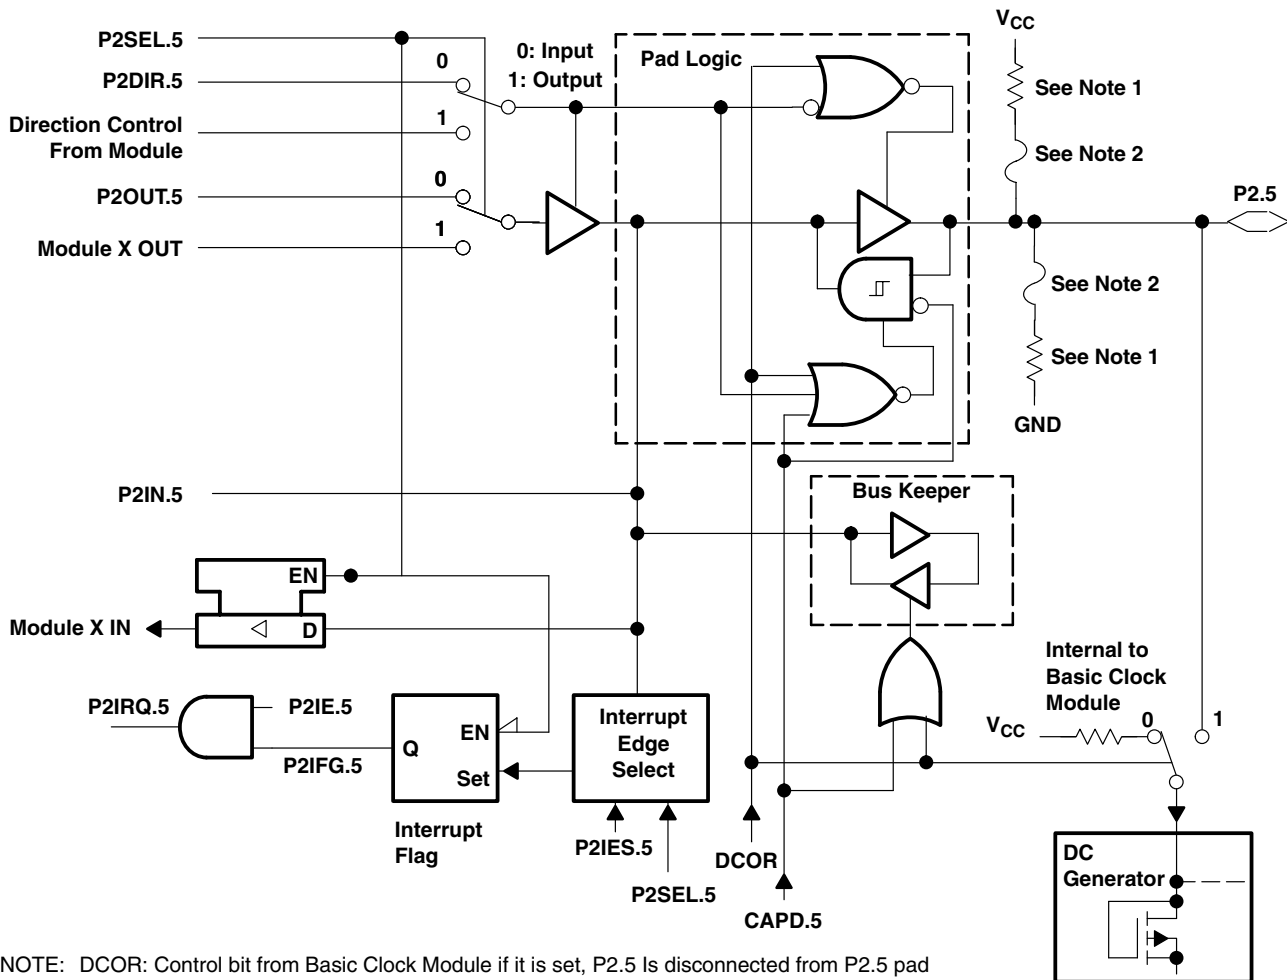 P2SEL.5
P2DIR.5
Direction Control
From Module
P2OUT.5
Module X OUT
0
1
0
1
0: Input
1: Output
Pad Logic
VCC
See Note 1
See Note 2
P2.5
See Note 2
See Note 1
GND
P2IN.5
Bus Keeper
EN
D
Module X IN
P2IRQ.5
P2IE.5
P2IFG.5
Q
EN
Set
Interrupt
Flag
Interrupt
Edge
Select
P2IES.5
P2SEL.5
DCOR
CAPD.5
Internal to
Basic Clock
Module
VCC
0
1
DC
Generator
NOTE: DCOR: Control bit from Basic Clock Module if it is set, P2.5 Is disconnected from P2.5 pad